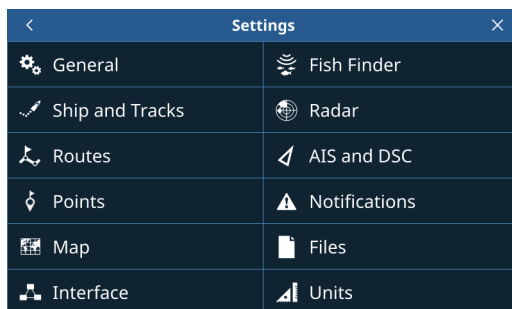 Settings
General
Fish Finder
Ship and Tracks
Radar
Routes
AIS and DSC
Points
Notifications
Map
Files
Interface
Units